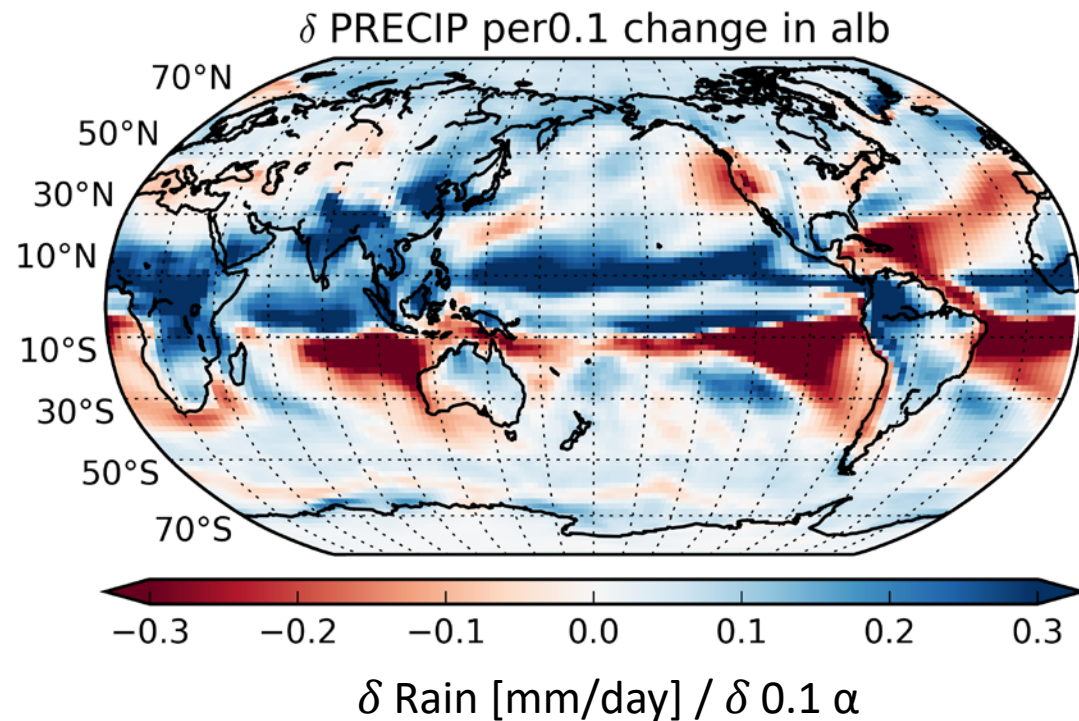 δ PRECIP per0.1 change in alb
70°N
50°N
30°N
10°N
10°S
30°S
50°S
70°S
−0.3 −0.2 −0.1 0.0 0.1 0.2 0.3
δ Rain [mm/day] / δ 0.1 α